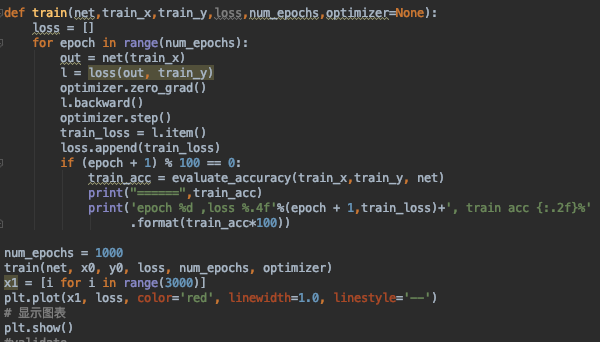 def train(net,train_x,train_y,loss,num_epochs,optimizer=None):
    loss = []
    for epoch in range(num_epochs):
        out = net(train_x)
        l = loss(out, train_y)
        optimizer.zero_grad()
        l.backward()
        optimizer.step()
        train_loss = l.item()
        loss.append(train_loss)
        if (epoch + 1) % 100 == 0:
            train_acc = evaluate_accuracy(train_x,train_y, net)
            print("======",train_acc)
            print('epoch %d ,loss %.4f'%(epoch + 1,train_loss)+', train acc {:.2f}%'
                  .format(train_acc*100))
num_epochs = 1000
train(net, x0, y0, loss, num_epochs, optimizer)
x1 = [i for i in range(3000)]
plt.plot(x1, loss, color='red', linewidth=1.0, linestyle='--')
# 显示图表
plt.show()
#validate